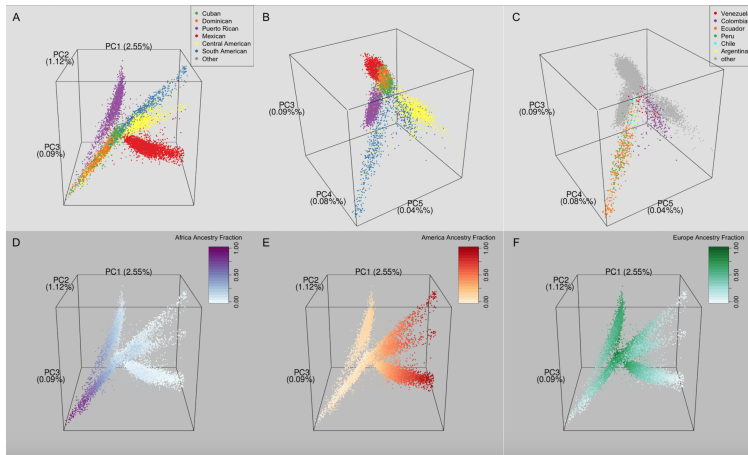 A
PC1 (2.55%)
PC2
(1.12%)
PC3
(0.09%)
Cuban
Dominican
Puerto Rican
Mexican
Central American
South American
Other
B
PC3
(0.09%%)
PC4
(0.08%%)
PC5
(0.04%%)
C
PC3
(0.09%%)
PC4
(0.08%%)
PC5
(0.04%%)
Venezuela
Colombia
Ecuador
Peru
Chile
Argentina
other
D
Africa Ancestry Fraction
0.00
0.50
1.00
PC1 (2.55%)
PC2
(1.12%)
PC3
(0.09%)
E
America Ancestry Fraction
0.00
0.50
1.00
PC1 (2.55%)
PC2
(1.12%)
PC3
(0.09%)
F
Europe Ancestry Fraction
0.00
0.50
1.00
PC1 (2.55%)
PC2
(1.12%)
PC3
(0.09%)